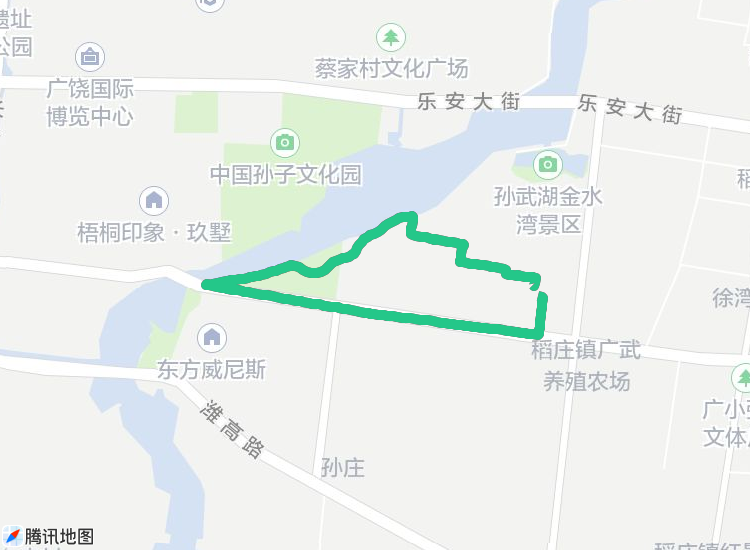 遗址
公园
蔡家村文化广场
广饶国际
博览中心
乐安大街
乐安大街
中国孙子文化园
孙武湖金水
湾景区
梧桐印象·玖墅
徐湾
稻庄镇广武
养殖农场
东方威尼斯
潍高路
广小张
文体
孙庄
腾讯地图